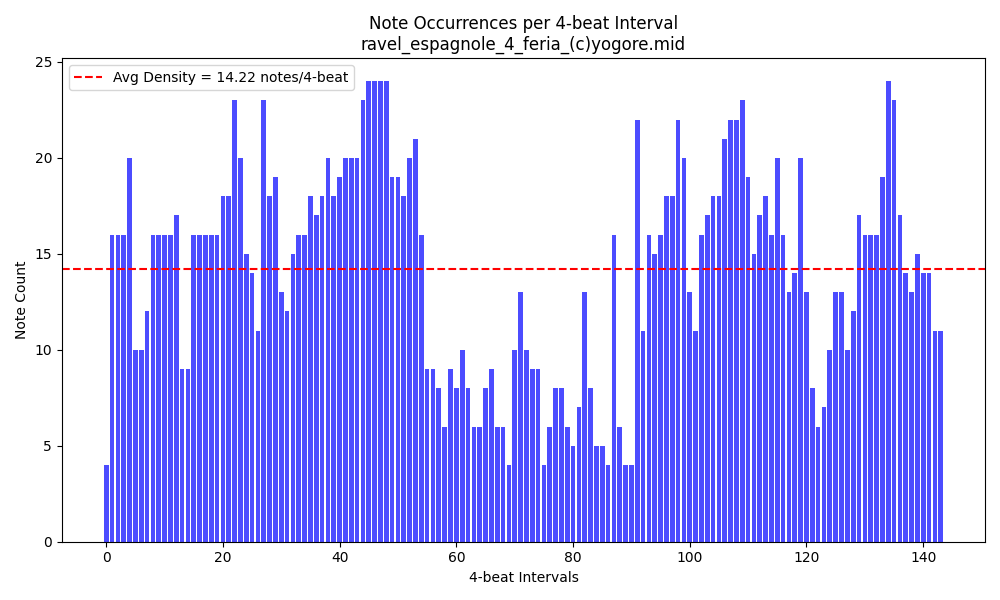 Note Occurrences per 4-beat Interval
ravel_espagnole_4_feria_(c)yogore.mid
Avg Density = 14.22 notes/4-beat
Note Count
25
20
15
10
5
0
0 20 40 60 80 100 120 140
4-beat Intervals